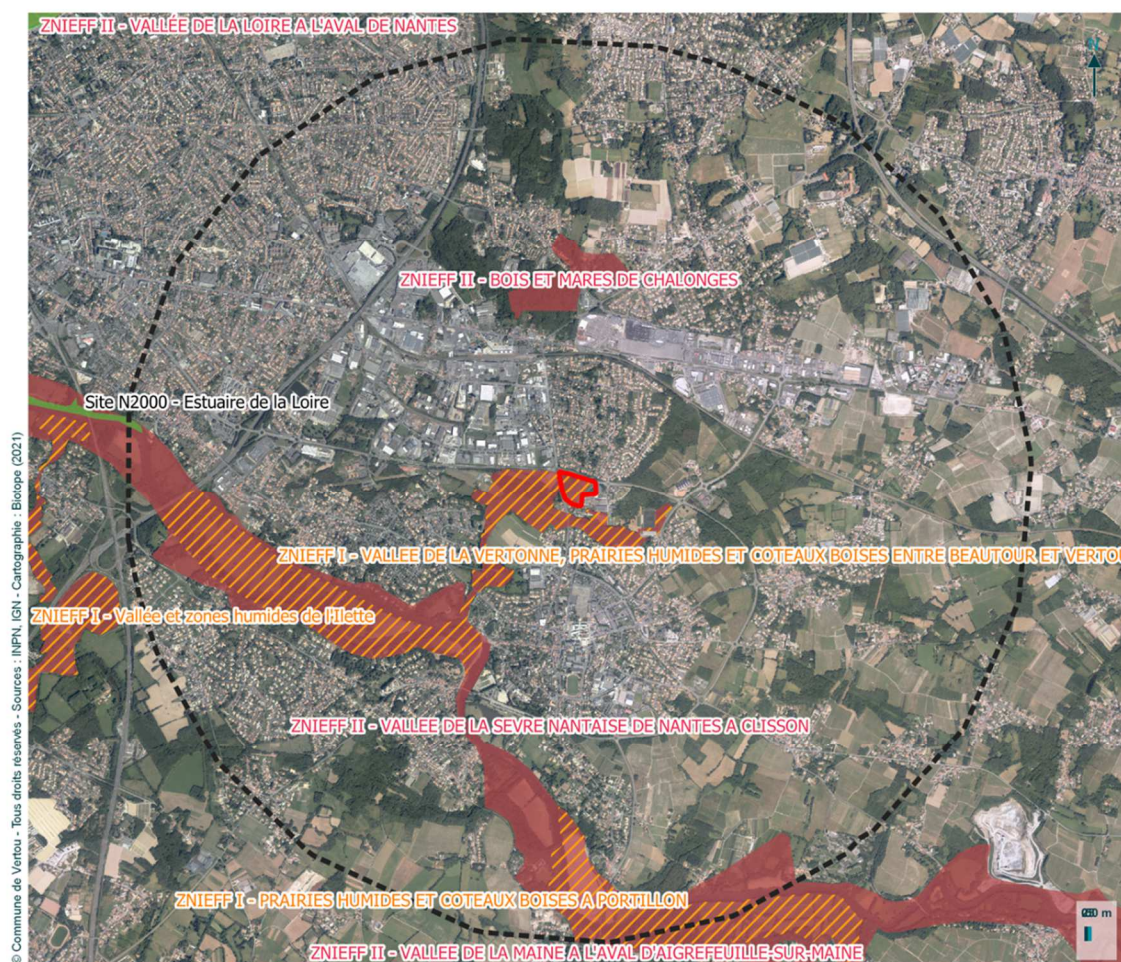 ZNIEFF II - VALLÉE DE LA LOIRE A L'AVAL DE NANTES
N
ZNIEFF II - BOIS ET MARES DE CHALONGES
Site N2000 - Estuaire de la Loire
ZNIEFF I - VALLEE DE LA VERTONNE, PRAIRIES HUMIDES ET COTEAUX BOISES ENTRE BEAUTOUR ET VERTOU
ZNIEFF I - Vallée et zones humides de l'Ilette
ZNIEFF II - VALLEE DE LA SEVRE NANTAISE DE NANTES A CLISSON
ZNIEFF I - PRAIRIES HUMIDES ET COTEAUX BOISES A PORTILLON
ZNIEFF II - VALLEE DE LA MAINE A L'AVAL D'AIGREFEUILLE-SUR-MAINE
© Commune de Vertou - Tous droits réservés - Sources : INPN, IGN - Cartographie : Biotope (2021)